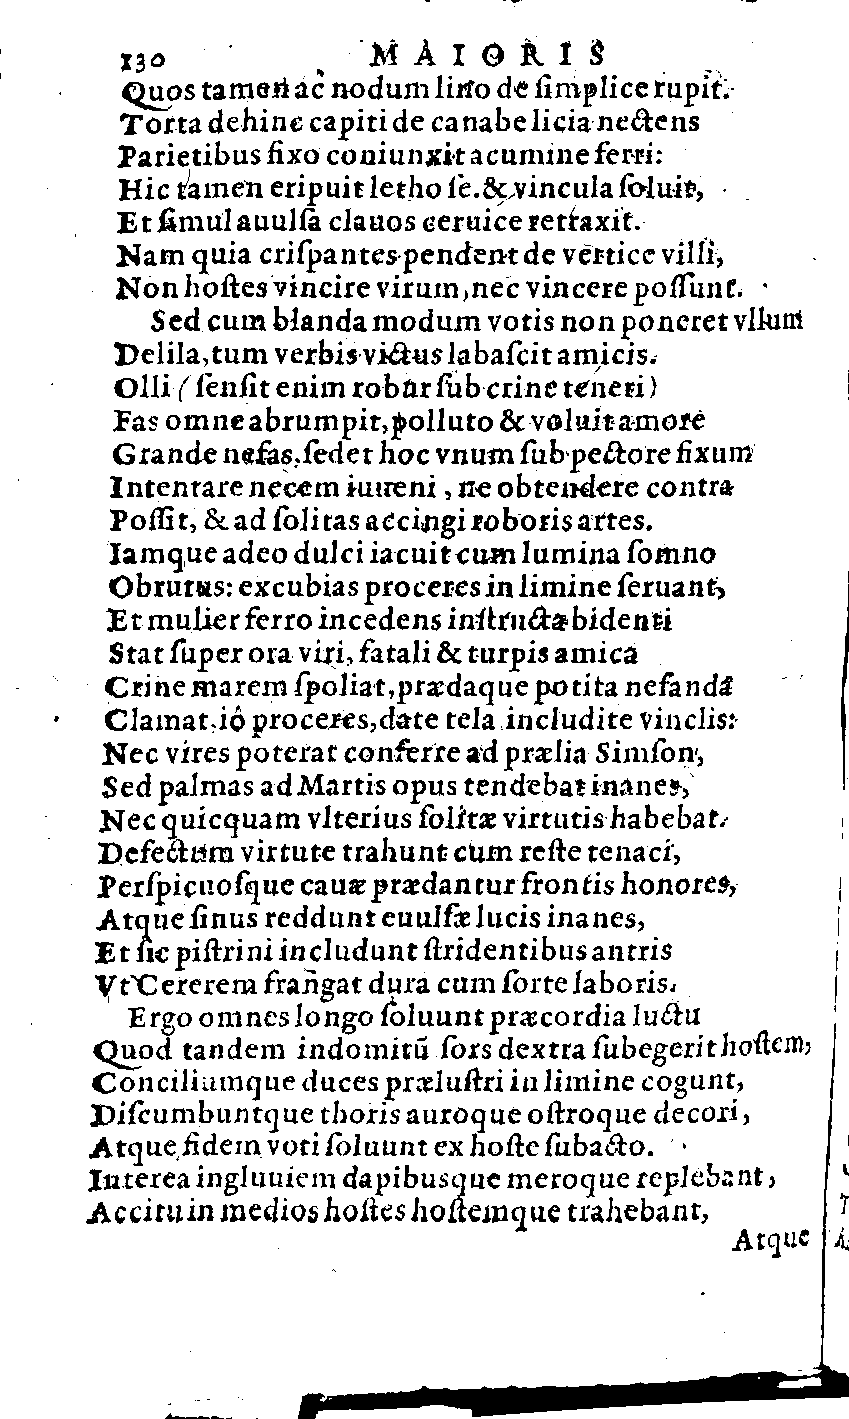 130 MAIORIS
Quos tamen ac nodum lino de ſimplice rupit.
Torta dehinc capiti de canabe licia nectens
Parietibus fixo coniunxit acumine ferri:
Hic tamen eripuit letho ſe. & vincula ſoluit,
Et ſimul auulſa clauos ceruice retraxit.
Nam quia criſpantes pendent de vertice villi,
Non hoſtes vincire virum, nec vincere poſſunt.
Sed cum blanda modum votis non poneret vllum
Delila, tum verbis victus labaſcit amicis.
Olli (ſenſit enim robur ſub crine teneri)
Fas omne abrumpit, polluto & voluit amore
Grande nefas, ſedet hoc vnum ſub pectore fixum
Intentare necem iuueni, ne obtendere contra
Poſſit, & ad ſolitas accingi roboris artes.
Iamque adeo dulci iacuit cum lumina ſomno
Obrutus: excubias proceres in limine ſeruant,
Et mulier ferro incedens inſtructa bidenti
Stat ſuper ora viri, fatali & turpis amica
Crine marem ſpoliat, prædaque potita nefandâ
Clamat, iô proceres, date tela includite vinclis:
Nec vires poterat conferre ad prælia Simſon,
Sed palmas ad Martis opus tendebat inanes,
Nec quicquam vlterius ſolitæ virtutis habebat.
Defectum virtute trahunt cum reſte tenaci,
Perſpicuoſque cauæ prædantur frontis honores,
Atque ſinus reddunt euulſæ lucis inanes,
Et ſic piſtrini includunt ſtridentibus antris
Vt Cererem frangat dura cum ſorte laboris.
Ergo omnes longo ſoluunt præcordia luctu
Quod tandem indomitū ſors dextra ſubegerit hoſtem,
Conciliumque duces præluſtri in limine cogunt,
Diſcumbuntque thoris auroque oſtroque decori,
Atque fidem voti ſoluunt ex hoſte ſubacto.
Interea ingluuiem dapibusque meroque replebant,
Accitu in medios hoſtes hoſtemque trahebant,
Atque